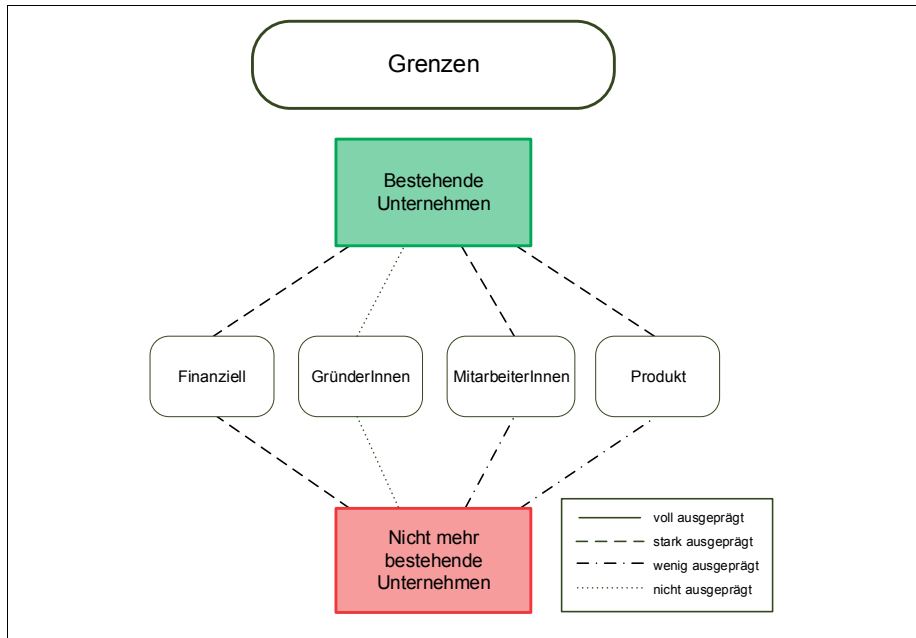 Grenzen
Bestehende
Unternehmen
Finanziell
GründerInnen
MitarbeiterInnen
Produkt
Nicht mehr
bestehende
Unternehmen
voll ausgeprägt
stark ausgeprägt
wenig ausgeprägt
nicht ausgeprägt